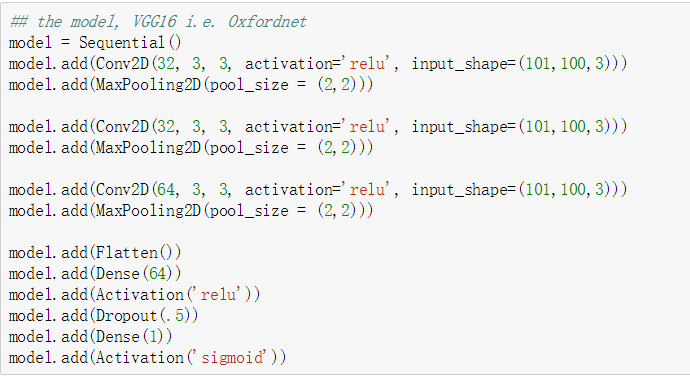 ## the model, VGG16 i.e. Oxfordnet
model = Sequential()
model.add(Conv2D(32, 3, 3, activation='relu', input_shape=(101,100,3)))
model.add(MaxPooling2D(pool_size = (2,2)))
model.add(Conv2D(32, 3, 3, activation='relu', input_shape=(101,100,3)))
model.add(MaxPooling2D(pool_size = (2,2)))
model.add(Conv2D(64, 3, 3, activation='relu', input_shape=(101,100,3)))
model.add(MaxPooling2D(pool_size = (2,2)))
model.add(Flatten())
model.add(Dense(64))
model.add(Activation('relu'))
model.add(Dropout(.5))
model.add(Dense(1))
model.add(Activation('sigmoid'))